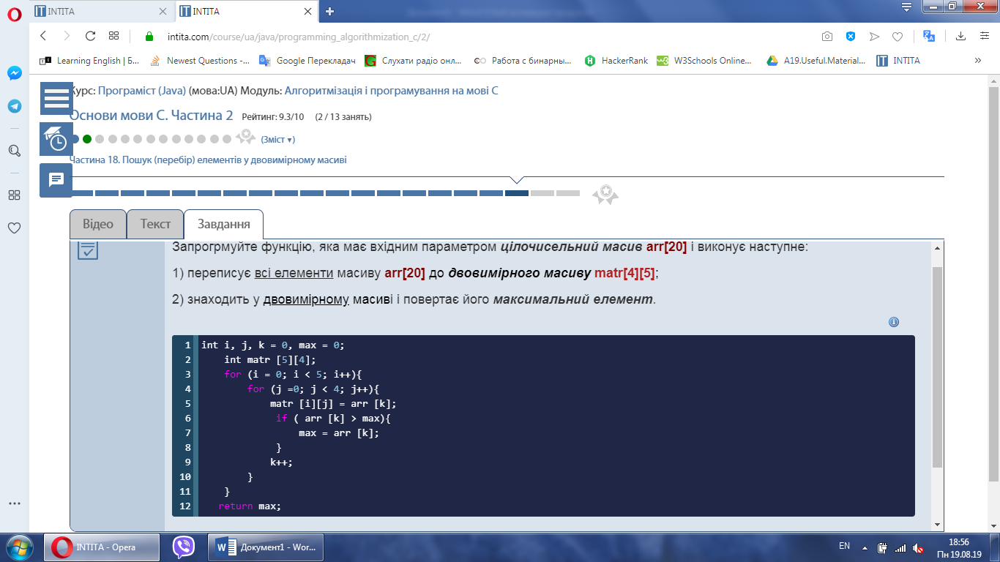 INTITA
INTITA
intita.com/course/ua/java/programming_algorithmization_c/2/
Learning English | Б...
Newest Questions -...
Google Перекладач
Слухати радіо онл...
Работа с бинарны...
HackerRank
W3Schools Online...
A19.Useful.Material...
INTITA
Курс: Програміст (Java) (мова:UA) Модуль: Алгоритмізація і програмування на мові С
Основи мови С. Частина 2 Рейтинг: 9.3/10 (2 / 13 занять)
(Зміст ▾)
Частина 18. Пошук (перебір) елементів у двовимірному масиві
Відео Текст Завдання
Запрогрмуйте функцію, яка має вхідним параметром цілочисельний масив arr[20] і виконує наступне:
1) переписує всі елементи масиву arr[20] до двовимірного масиву matr[4][5];
2) знаходить у двовимірному масиві і повертає його максимальний елемент.
1 int i, j, k = 0, max = 0;
2 int matr [5][4];
3 for (i = 0; i < 5; i++){
4 for (j =0; j < 4; j++){
5 matr [i][j] = arr [k];
6 if ( arr [k] > max){
7 max = arr [k];
8 }
9 k++;
10 }
11 }
12 return max;
INTITA - Opera
Документ1 - Wor...
EN
18:56
Пн 19.08.19